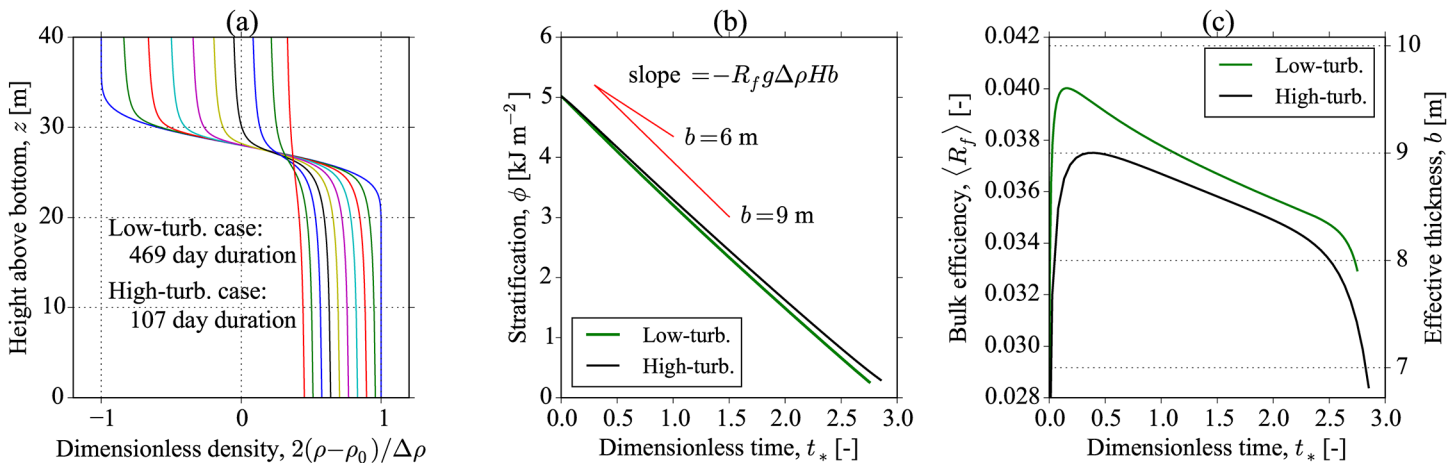 (a)
40
30
20
10
0
Height above bottom, z [m]
Low-turb. case:
469 day duration
High-turb. case:
107 day duration
−1
0
1
Dimensionless density, 2(ρ−ρ₀)/Δρ
(b)
6
5
4
3
2
1
0
Stratification, ϕ [kJ m⁻²]
slope =−R_f gΔρHb
b=6 m
b=9 m
Low-turb.
High-turb.
0.0
0.5
1.0
1.5
2.0
2.5
3.0
Dimensionless time, t* [-]
(c)
0.042
0.040
0.038
0.036
0.034
0.032
0.030
0.028
Bulk efficiency, ⟨R_f⟩ [-]
Low-turb.
High-turb.
10
9
8
7
Effective thickness, b [m]
0.0
0.5
1.0
1.5
2.0
2.5
3.0
Dimensionless time, t* [-]